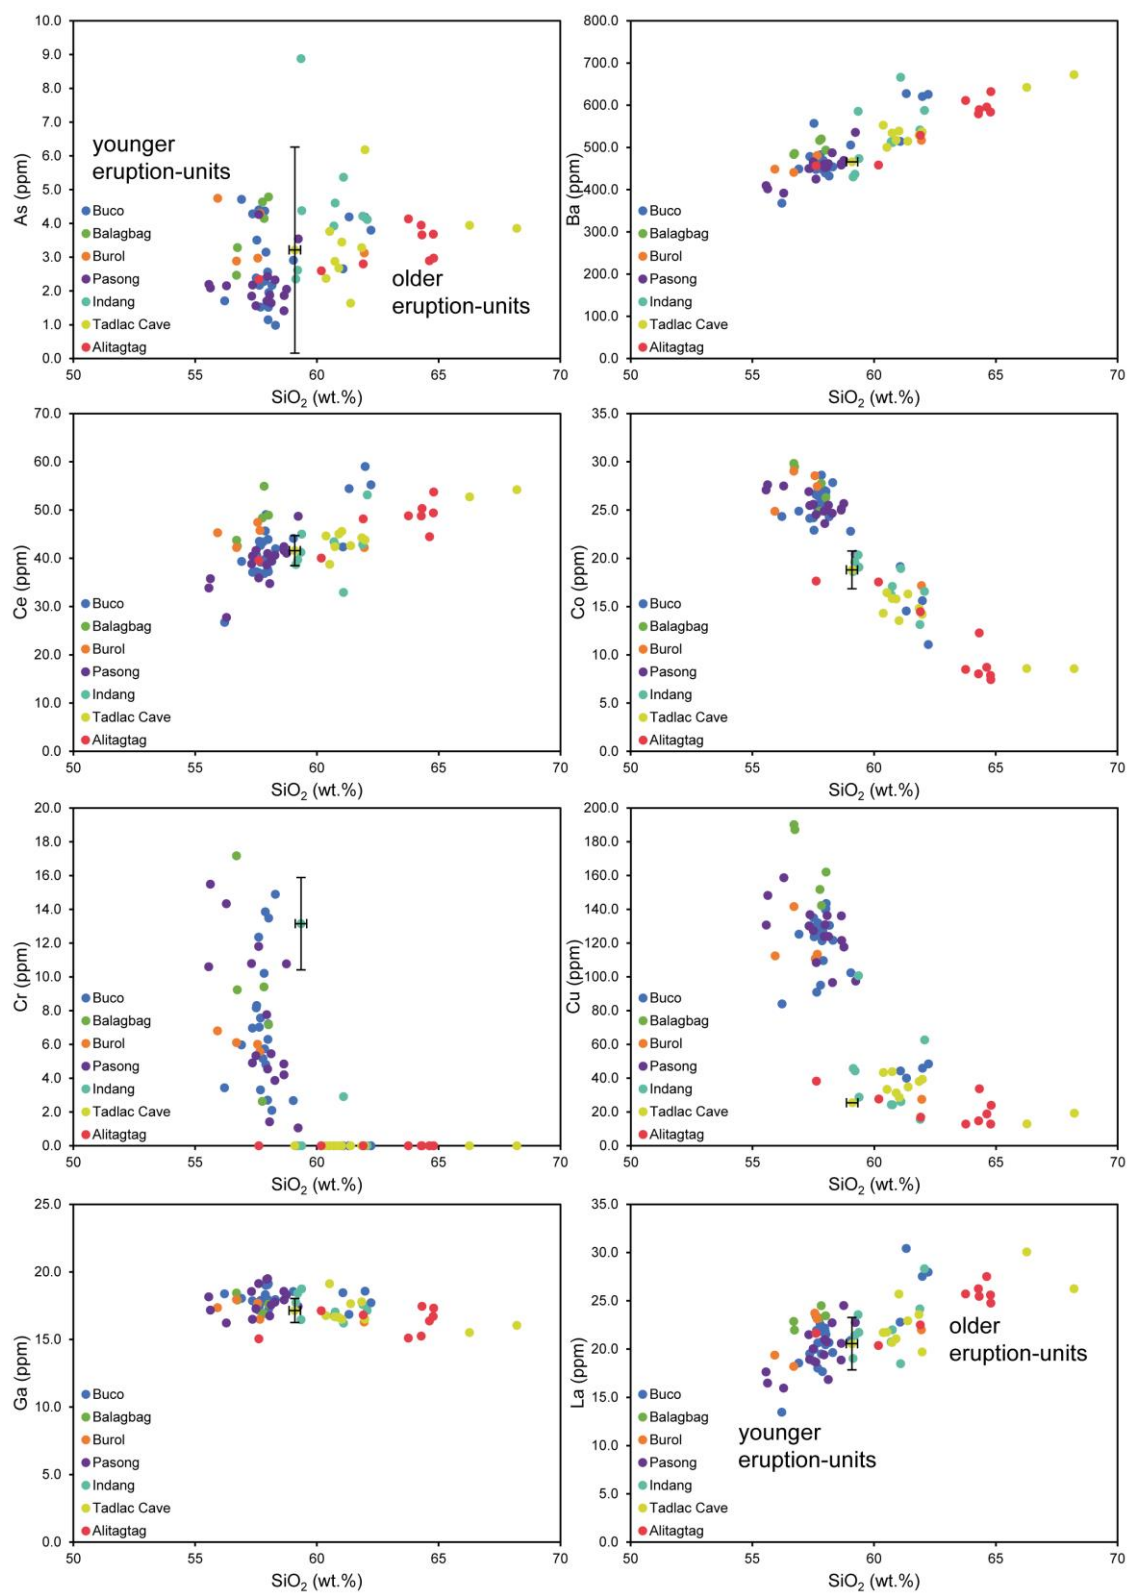 10.0
9.0
8.0
7.0
6.0
5.0
4.0
3.0
2.0
1.0
0.0
As (ppm)
younger
eruption-units
older
eruption-units
Buco
Balagbag
Burol
Pasong
Indang
Tadlac Cave
Alitagtag
50 55 60 65 70
SiO₂ (wt.%)
800.0
700.0
600.0
500.0
400.0
300.0
200.0
100.0
0.0
Ba (ppm)
Buco
Balagbag
Burol
Pasong
Indang
Tadlac Cave
Alitagtag
50 55 60 65 70
SiO₂ (wt.%)
70.0
60.0
50.0
40.0
30.0
20.0
10.0
0.0
Ce (ppm)
Buco
Balagbag
Burol
Pasong
Indang
Tadlac Cave
Alitagtag
50 55 60 65 70
SiO₂ (wt.%)
35.0
30.0
25.0
20.0
15.0
10.0
5.0
0.0
Co (ppm)
Buco
Balagbag
Burol
Pasong
Indang
Tadlac Cave
Alitagtag
50 55 60 65 70
SiO₂ (wt.%)
20.0
18.0
16.0
14.0
12.0
10.0
8.0
6.0
4.0
2.0
0.0
Cr (ppm)
Buco
Balagbag
Burol
Pasong
Indang
Tadlac Cave
Alitagtag
50 55 60 65 70
SiO₂ (wt.%)
200.0
180.0
160.0
140.0
120.0
100.0
80.0
60.0
40.0
20.0
0.0
Cu (ppm)
Buco
Balagbag
Burol
Pasong
Indang
Tadlac Cave
Alitagtag
50 55 60 65 70
SiO₂ (wt.%)
25.0
20.0
15.0
10.0
5.0
0.0
Ga (ppm)
Buco
Balagbag
Burol
Pasong
Indang
Tadlac Cave
Alitagtag
50 55 60 65 70
SiO₂ (wt.%)
35.0
30.0
25.0
20.0
15.0
10.0
5.0
0.0
La (ppm)
older
eruption-units
younger
eruption-units
Buco
Balagbag
Burol
Pasong
Indang
Tadlac Cave
Alitagtag
50 55 60 65 70
SiO₂ (wt.%)